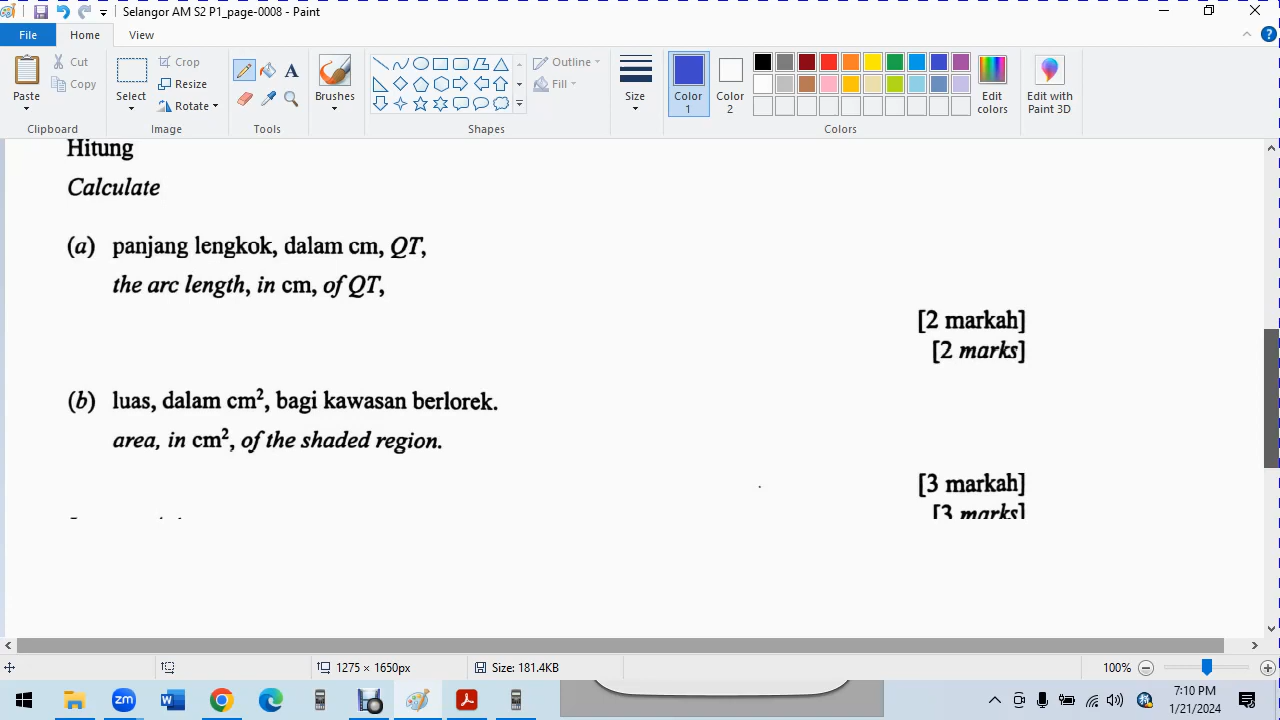 Selangor AM S2 P1_page-0008 - Paint
File Home View
Cut
Copy
Paste
Clipboard
Crop
Resize
Rotate
Select
Image
Tools
Brushes
Outline
Fill
Shapes
Size
Color 1
Color 2
Edit colors
Colors
Edit with Paint 3D
Hitung
Calculate
(a) panjang lengkok, dalam cm, QT,
the arc length, in cm, of QT,
[2 markah]
[2 marks]
(b) luas, dalam cm², bagi kawasan berlorek.
area, in cm², of the shaded region.
[3 markah]
[3 marks]
1275 × 1650px
Size: 181.4KB
100%
zm
7:10 PM
1/21/2024